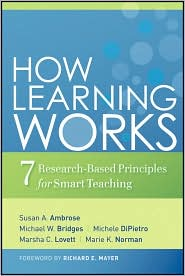 HOW
LEARNING
WORKS
7 Research-Based Principles
for Smart Teaching
Susan A. Ambrose
Michael W. Bridges | Michele DiPietro
Marsha C. Lovett | Marie K. Norman
FOREWORD BY RICHARD E. MAYER